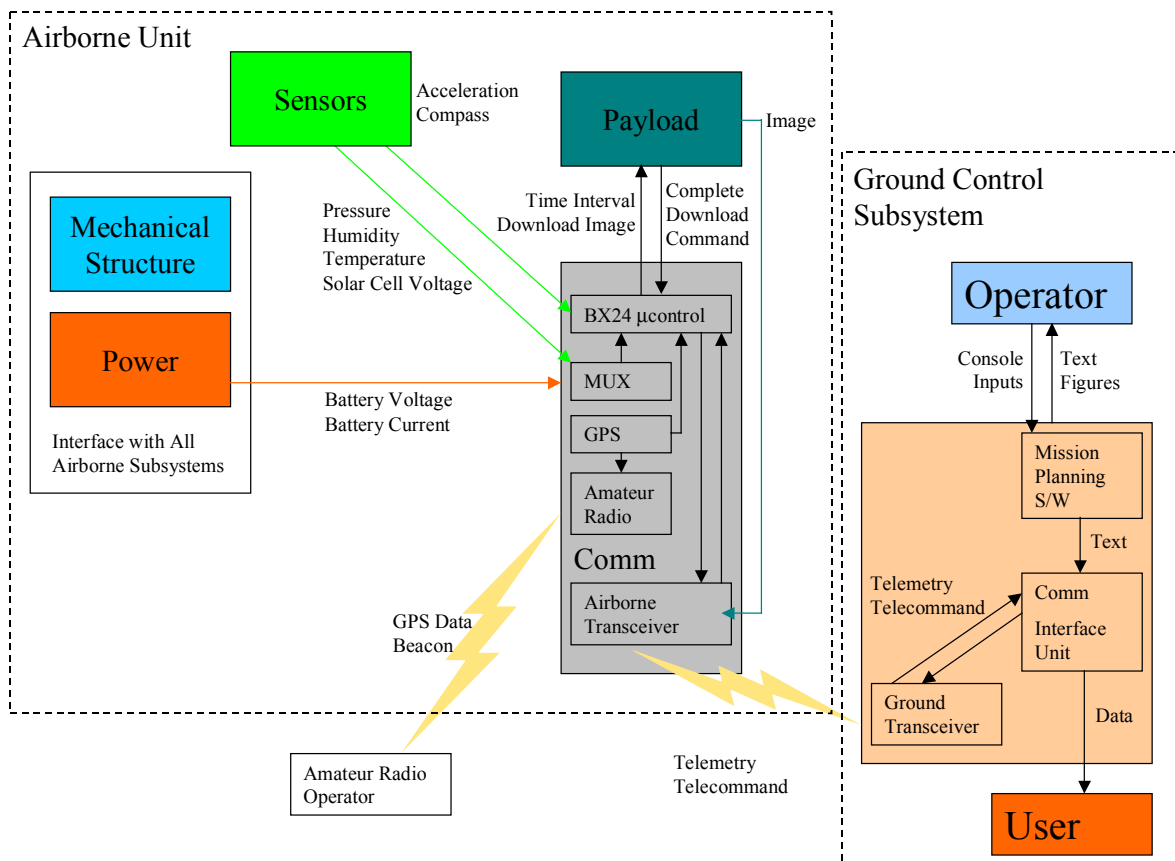 Airborne Unit
Sensors
Acceleration
Compass
Payload
Image
Mechanical
Structure
Power
Interface with All
Airborne Subsystems
Pressure
Humidity
Temperature
Solar Cell Voltage
Time Interval
Download Image
Complete
Download
Command
Battery Voltage
Battery Current
BX24 μcontrol
MUX
GPS
Amateur
Radio
Comm
Airborne
Transceiver
GPS Data
Beacon
Amateur Radio
Operator
Telemetry
Telecommand
Ground Control
Subsystem
Operator
Console
Inputs
Text
Figures
Mission
Planning
S/W
Text
Telemetry
Telecommand
Comm
Interface
Unit
Ground
Transceiver
Data
User